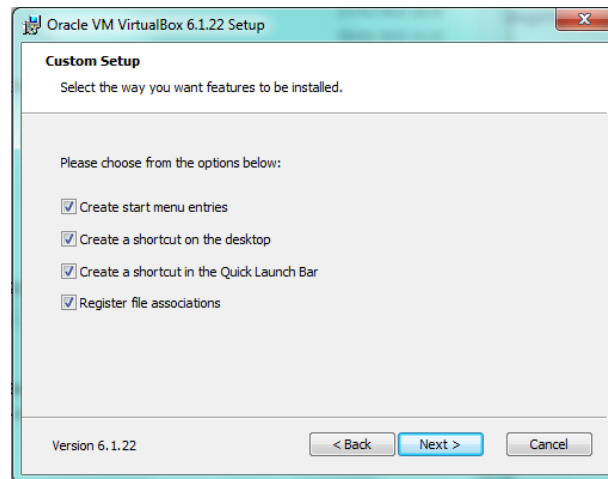 Oracle VM VirtualBox 6.1.22 Setup
Custom Setup
Select the way you want features to be installed.
Please choose from the options below:
Create start menu entries
Create a shortcut on the desktop
Create a shortcut in the Quick Launch Bar
Register file associations
Version 6.1.22
< Back
Next >
Cancel